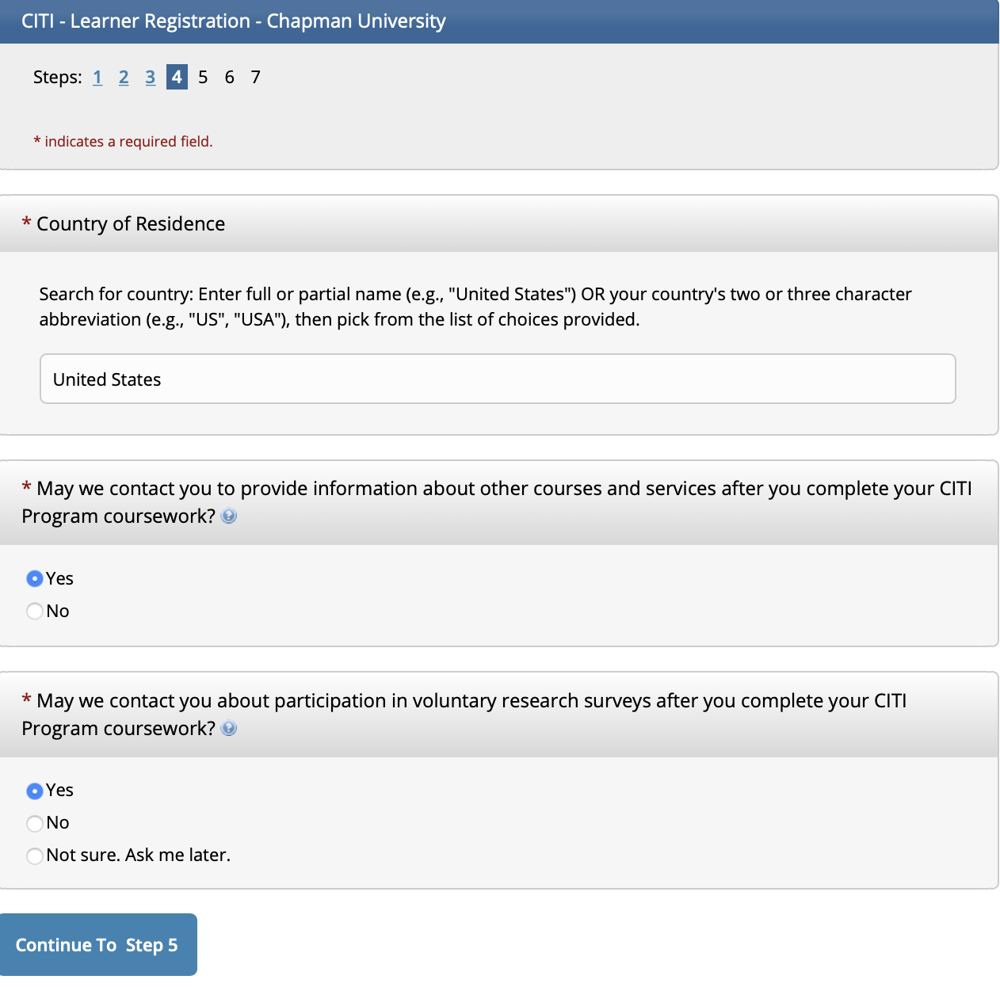 CITI - Learner Registration - Chapman University
Steps: 1 2 3 4 5 6 7
* indicates a required field.
* Country of Residence
Search for country: Enter full or partial name (e.g., "United States") OR your country's two or three character
abbreviation (e.g., "US", "USA"), then pick from the list of choices provided.
United States
* May we contact you to provide information about other courses and services after you complete your CITI
Program coursework? ?
Yes
No
* May we contact you about participation in voluntary research surveys after you complete your CITI
Program coursework? ?
Yes
No
Not sure. Ask me later.
Continue To Step 5